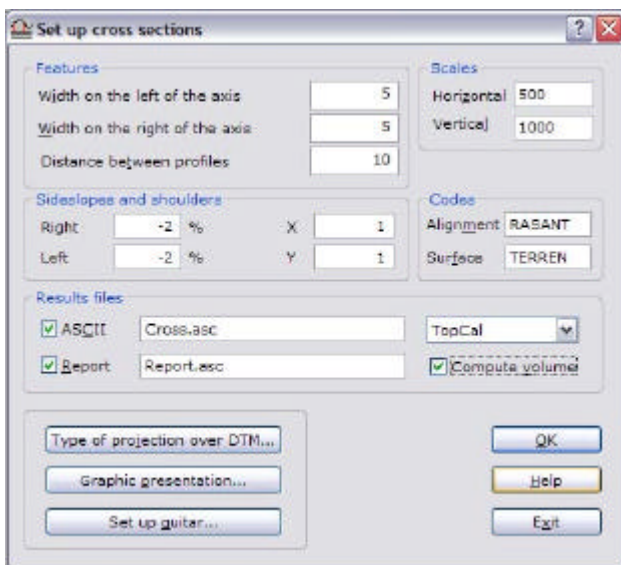 Set up cross sections
Features
Width on the left of the axis 5
Width on the right of the axis 5
Distance between profiles 10
Scales
Horizontal 500
Vertical 1000
Sideslopes and shoulders
Right -2 % X 1
Left -2 % Y 1
Codes
Alignment RASANT
Surface TERREN
Results files
ASCII Cross.asc TopCal
Report Report.asc Compute volume
Type of projection over DTM...
Graphic presentation...
Set up guitar...
OK
Help
Exit